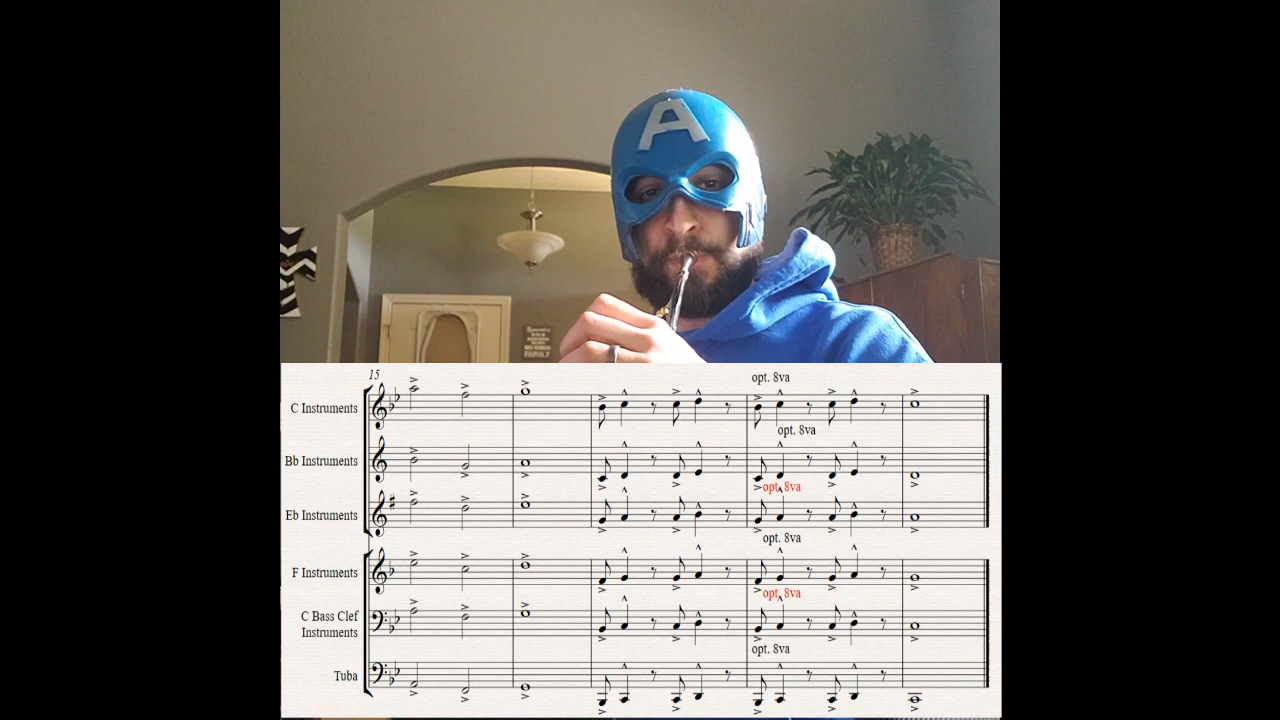 A
FAMILY
15
opt. 8va
C Instruments
opt. 8va
Bb Instruments
opt. 8va
Eb Instruments
opt. 8va
F Instruments
opt. 8va
C Bass Clef
Instruments
opt. 8va
Tuba